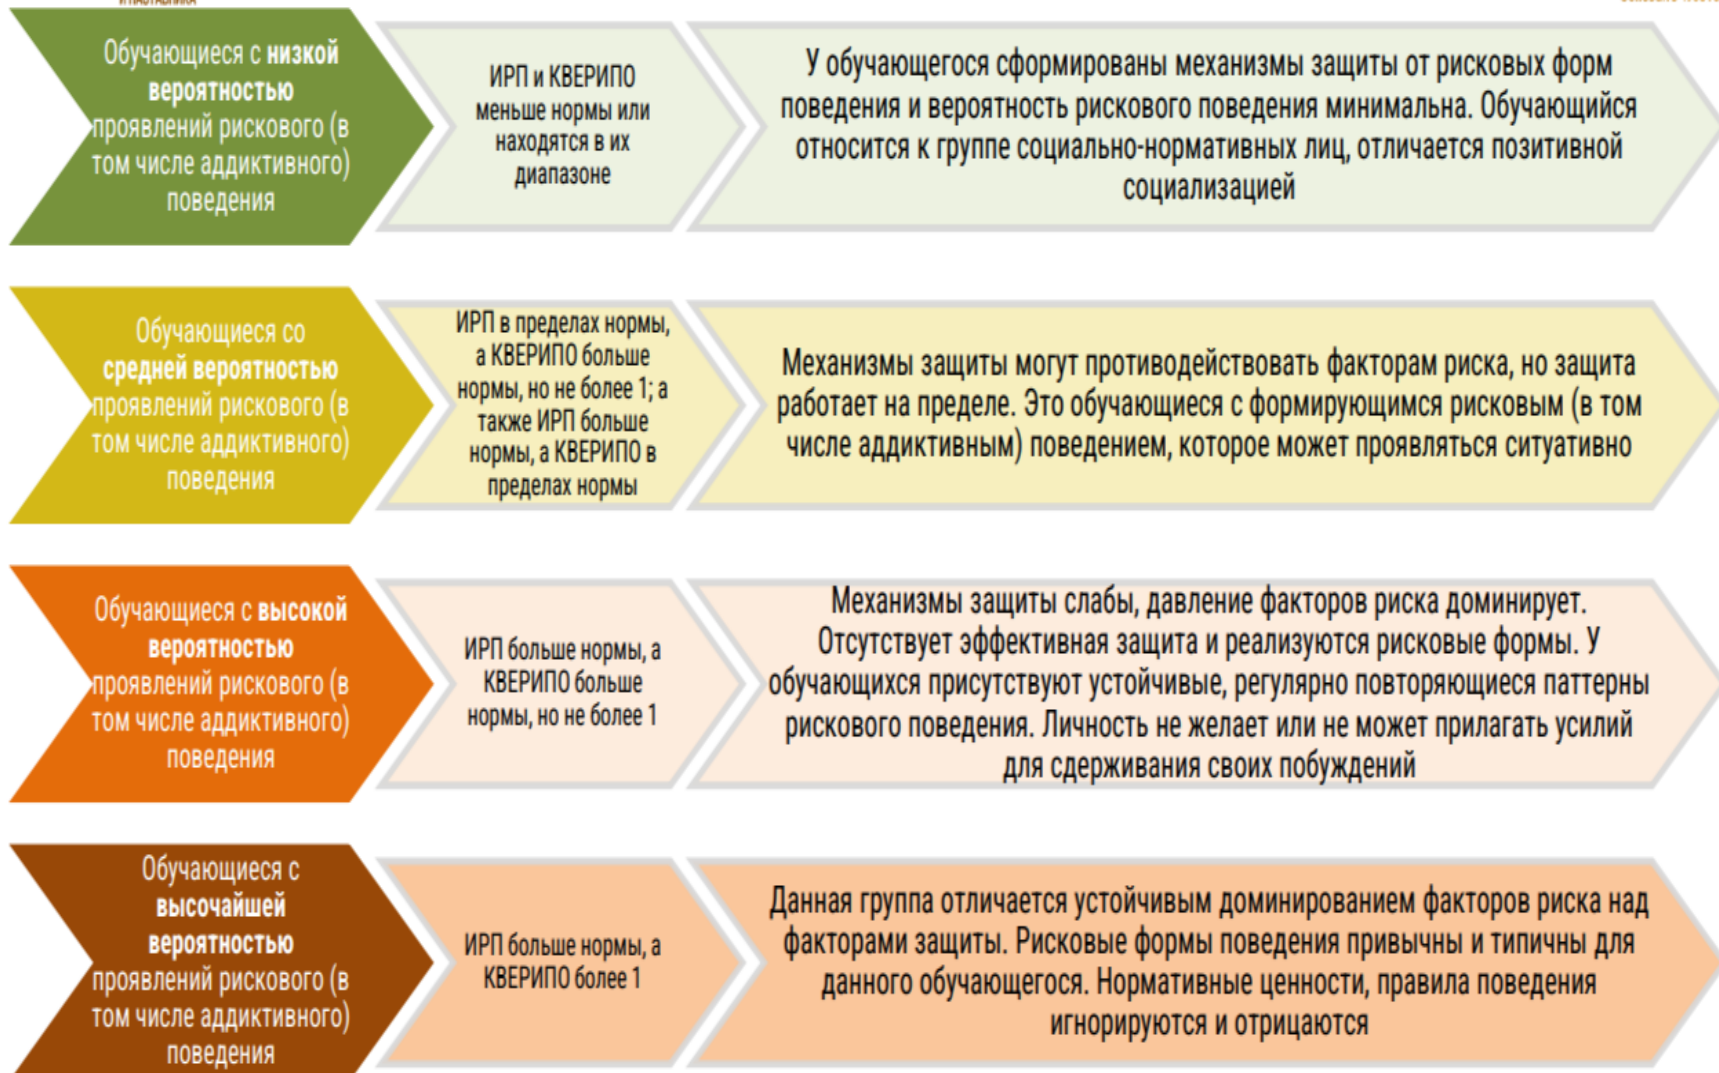 И НАСТАВНИКА
Обучающиеся с низкой
вероятностью
проявлений рискового (в
том числе аддиктивного)
поведения
ИРП и КВЕРИПО
меньше нормы или
находятся в их
диапазоне
У обучающегося сформированы механизмы защиты от рисковых форм
поведения и вероятность рискового поведения минимальна. Обучающийся
относится к группе социально-нормативных лиц, отличается позитивной
социализацией
Обучающиеся со
средней вероятностью
проявлений рискового (в
том числе аддиктивного)
поведения
ИРП в пределах нормы,
а КВЕРИПО больше
нормы, но не более 1; а
также ИРП больше
нормы, а КВЕРИПО в
пределах нормы
Механизмы защиты могут противодействовать факторам риска, но защита
работает на пределе. Это обучающиеся с формирующимся рисковым (в том
числе аддиктивным) поведением, которое может проявляться ситуативно
Обучающиеся с высокой
вероятностью
проявлений рискового (в
том числе аддиктивного)
поведения
ИРП больше нормы, а
КВЕРИПО больше
нормы, но не более 1
Механизмы защиты слабы, давление факторов риска доминирует.
Отсутствует эффективная защита и реализуются рисковые формы. У
обучающихся присутствуют устойчивые, регулярно повторяющиеся паттерны
рискового поведения. Личность не желает или не может прилагать усилий
для сдерживания своих побуждений
Обучающиеся с
высочайшей
вероятностью
проявлений рискового (в
том числе аддиктивного)
поведения
ИРП больше нормы, а
КВЕРИПО более 1
Данная группа отличается устойчивым доминированием факторов риска над
факторами защиты. Рисковые формы поведения привычны и типичны для
данного обучающегося. Нормативные ценности, правила поведения
игнорируются и отрицаются